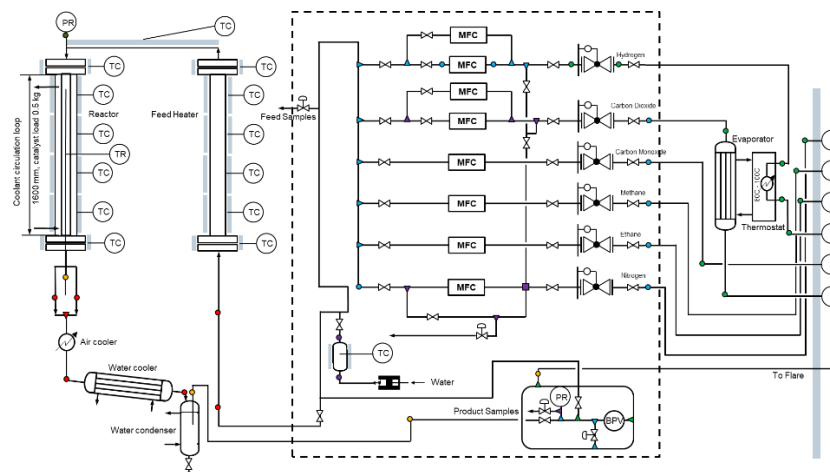 PR
TC
TC
TC
TC
TC
TC
TC
TC
TR
Reactor
Coolant circulation loop
1600 mm, catalyst load 0.5 kg
Feed Heater
TC
TC
TC
TC
TC
TC
TC
Feed Samples
MFC
MFC
MFC
MFC
MFC
MFC
MFC
MFC
Hydrogen
Carbon Dioxide
Carbon Monoxide
Methane
Ethane
Nitrogen
Evaporator
Thermostat
Air cooler
Water cooler
Water condenser
TC
Water
Product Samples
PR
BPV
To Flare